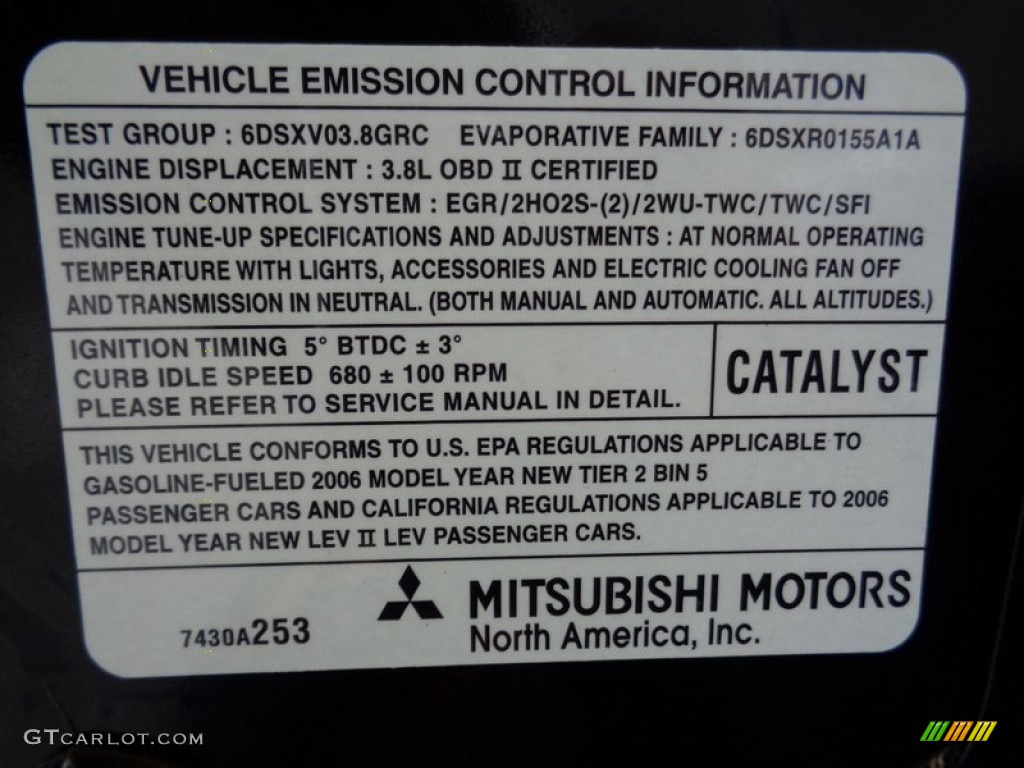 VEHICLE EMISSION CONTROL INFORMATION
TEST GROUP : 6DSXV03.8GRC EVAPORATIVE FAMILY : 6DSXR0155A1A
ENGINE DISPLACEMENT : 3.8L OBD II CERTIFIED
EMISSION CONTROL SYSTEM : EGR/2HO2S-(2)/2WU-TWC/TWC/SFI
ENGINE TUNE-UP SPECIFICATIONS AND ADJUSTMENTS : AT NORMAL OPERATING
TEMPERATURE WITH LIGHTS, ACCESSORIES AND ELECTRIC COOLING FAN OFF
AND TRANSMISSION IN NEUTRAL. (BOTH MANUAL AND AUTOMATIC. ALL ALTITUDES.)
IGNITION TIMING 5° BTDC ± 3°
CURB IDLE SPEED 680 ± 100 RPM
PLEASE REFER TO SERVICE MANUAL IN DETAIL.
CATALYST
THIS VEHICLE CONFORMS TO U.S. EPA REGULATIONS APPLICABLE TO
GASOLINE-FUELED 2006 MODEL YEAR NEW TIER 2 BIN 5
PASSENGER CARS AND CALIFORNIA REGULATIONS APPLICABLE TO 2006
MODEL YEAR NEW LEV II LEV PASSENGER CARS.
7430A253
MITSUBISHI MOTORS
North America, Inc.
GTCARLOT.COM